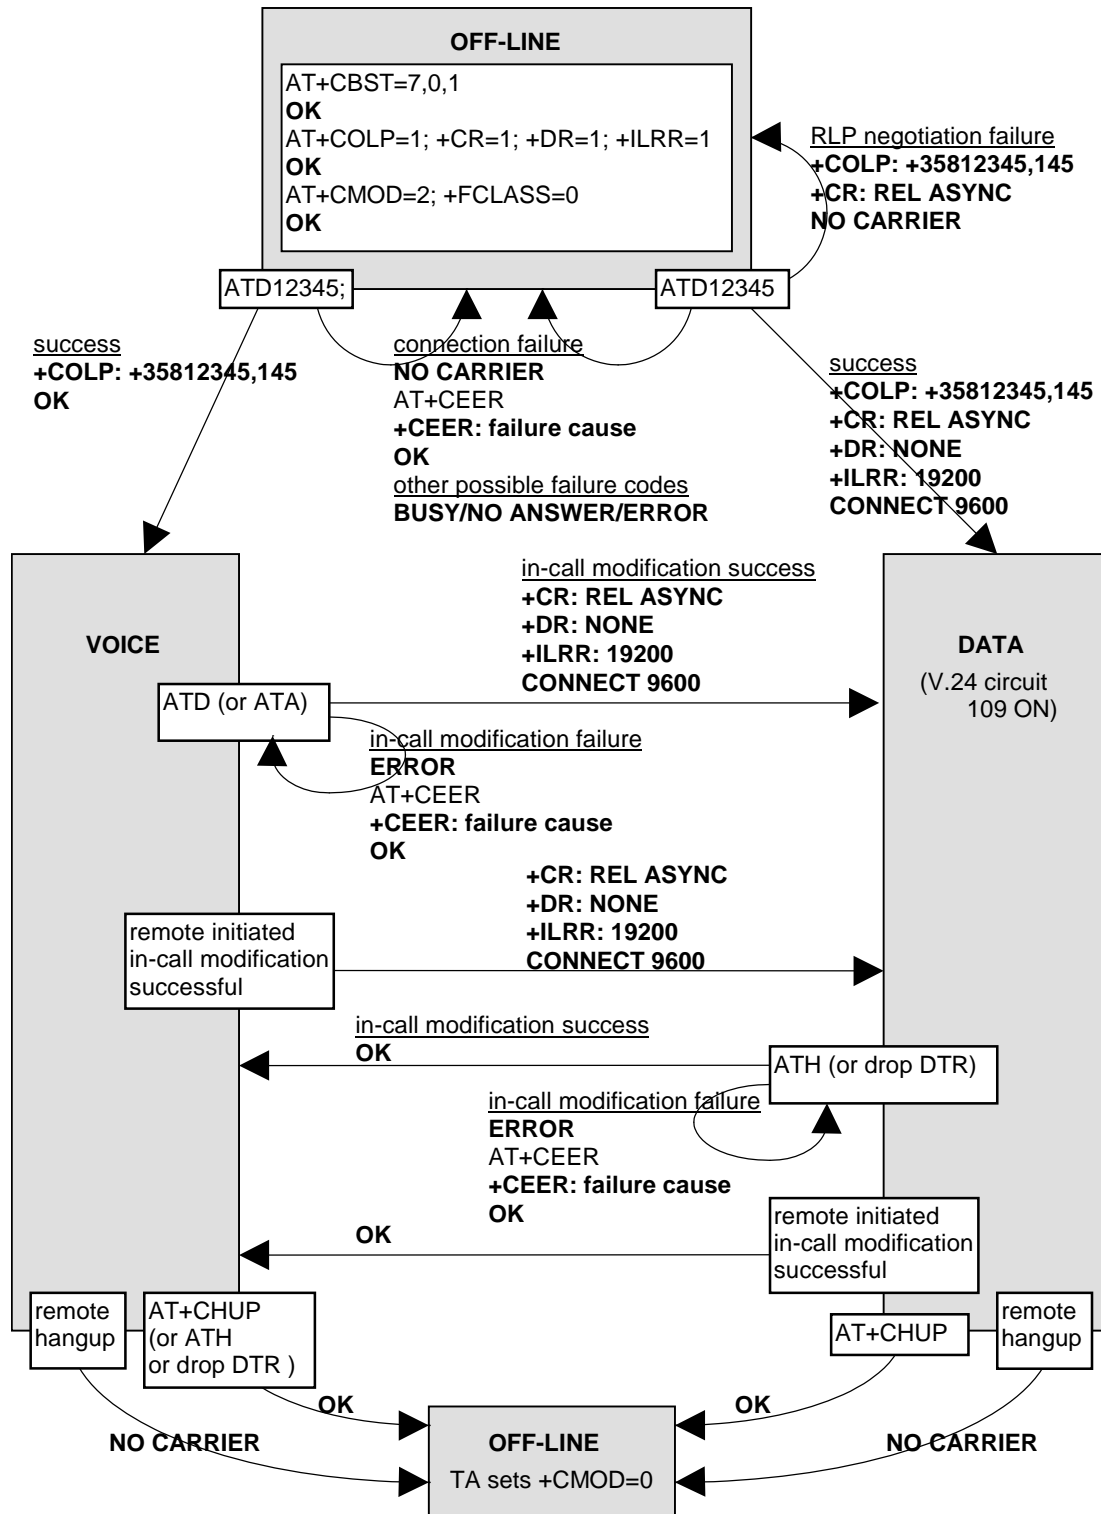 OFF-LINE
AT+CBST=7,0,1
OK
AT+COLP=1; +CR=1; +DR=1; +ILRR=1
OK
AT+CMOD=2; +FCLASS=0
OK
RLP negotiation failure
+COLP: +35812345,145
+CR: REL ASYNC
NO CARRIER
ATD12345;
ATD12345
success
+COLP: +35812345,145
OK
connection failure
NO CARRIER
AT+CEER
+CEER: failure cause
OK
other possible failure codes
BUSY/NO ANSWER/ERROR
success
+COLP: +35812345,145
+CR: REL ASYNC
+DR: NONE
+ILRR: 19200
CONNECT 9600
VOICE
in-call modification success
+CR: REL ASYNC
+DR: NONE
+ILRR: 19200
CONNECT 9600
DATA
(V.24 circuit
109 ON)
ATD (or ATA)
in-call modification failure
ERROR
AT+CEER
+CEER: failure cause
OK
+CR: REL ASYNC
+DR: NONE
+ILRR: 19200
CONNECT 9600
remote initiated
in-call modification
successful
in-call modification success
OK
ATH (or drop DTR)
in-call modification failure
ERROR
AT+CEER
+CEER: failure cause
OK
remote initiated
in-call modification
successful
OK
remote
hangup
AT+CHUP
(or ATH
or drop DTR )
AT+CHUP
remote
hangup
OK
OK
NO CARRIER
NO CARRIER
OFF-LINE
TA sets +CMOD=0